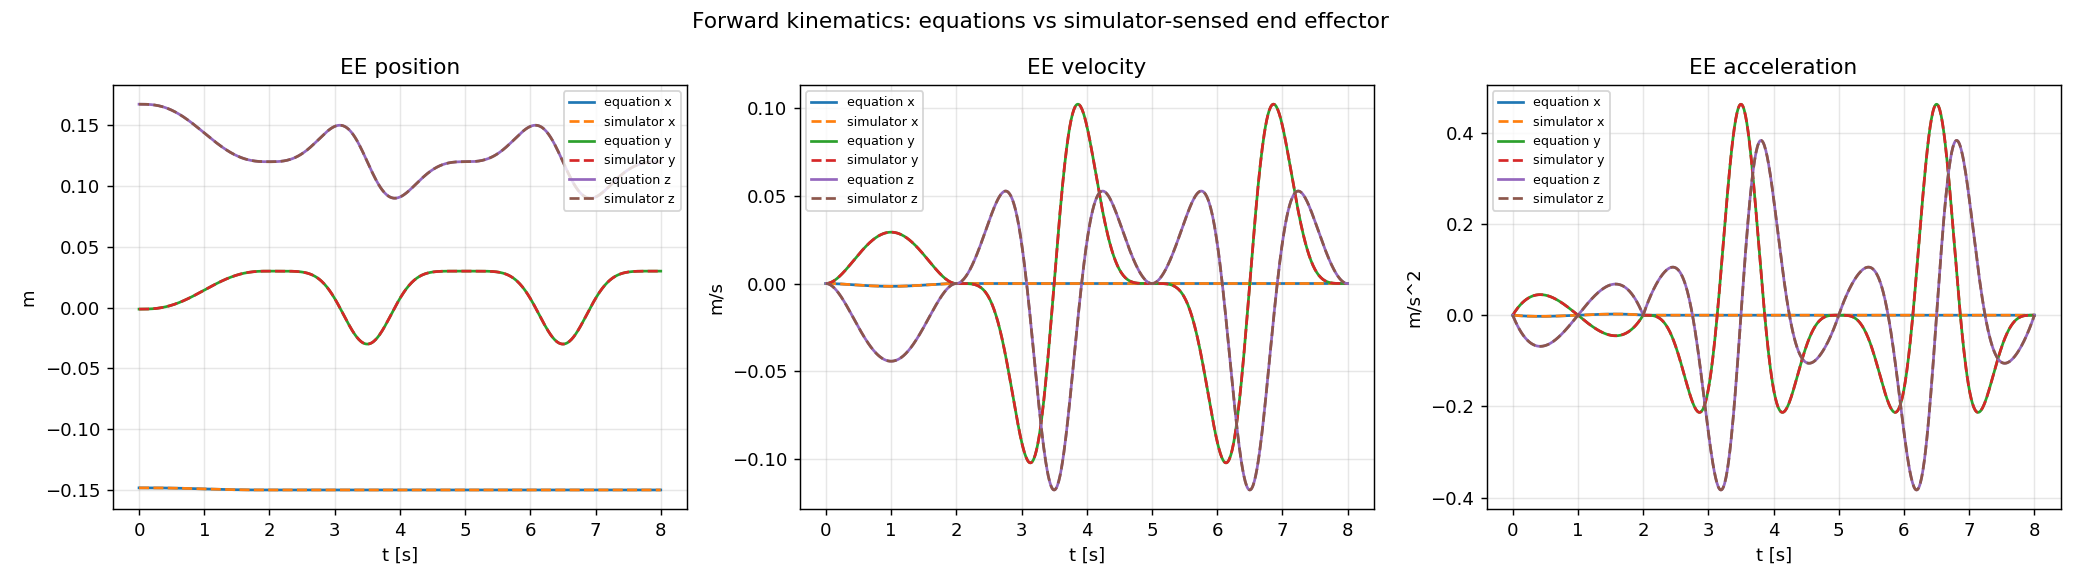 Forward kinematics: equations vs simulator-sensed end effector
EE position
m
0.15
0.10
0.05
0.00
−0.05
−0.10
−0.15
0 1 2 3 4 5 6 7 8
t [s]
equation x
simulator x
equation y
simulator y
equation z
simulator z
EE velocity
m/s
0.10
0.05
0.00
−0.05
−0.10
0 1 2 3 4 5 6 7 8
t [s]
equation x
simulator x
equation y
simulator y
equation z
simulator z
EE acceleration
m/s^2
0.4
0.2
0.0
−0.2
−0.4
0 1 2 3 4 5 6 7 8
t [s]
equation x
simulator x
equation y
simulator y
equation z
simulator z